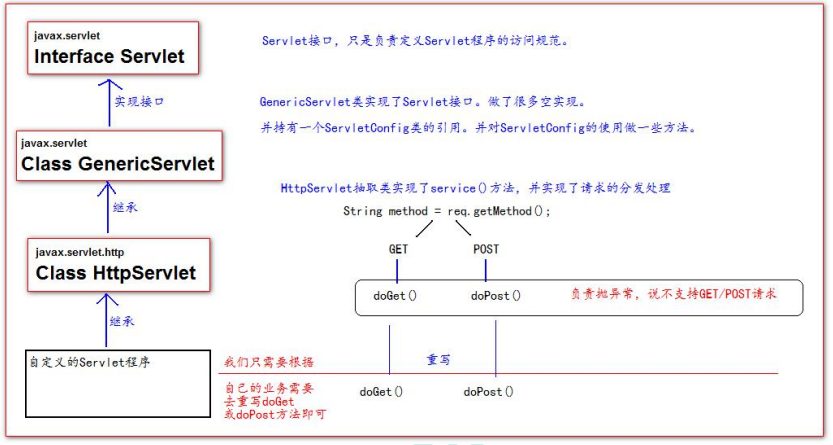 javax.servlet
Interface Servlet
Servlet接口，只是负责定义Servlet程序的访问规范。
实现接口
GenericServlet类实现了Servlet接口。做了很多空实现。
并持有一个ServletConfig类的引用。并对ServletConfig的使用做一些方法。
javax.servlet
Class GenericServlet
继承
HttpServlet抽取类实现了service()方法，并实现了请求的分发处理
String method = req.getMethod();
GET
POST
javax.servlet.http
Class HttpServlet
doGet()
doPost()
负责抛异常，说不支持GET/POST请求
继承
自定义的Servlet程序
我们只需要根据
重写
自己的业务需要
去重写doGet
或doPost方法即可
doGet()
doPost()